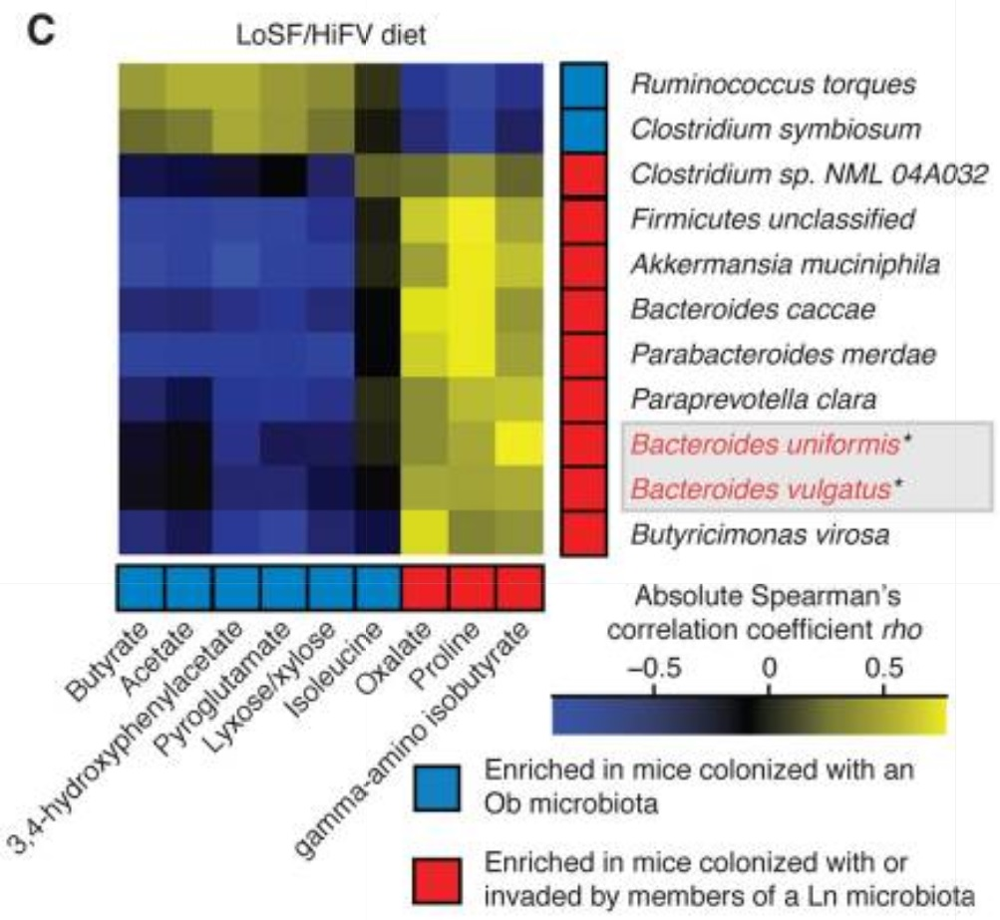 C
LoSF/HiFV diet
Ruminococcus torques
Clostridium symbiosum
Clostridium sp. NML 04A032
Firmicutes unclassified
Akkermansia muciniphila
Bacteroides caccae
Parabacteroides merdae
Paraprevotella clara
Bacteroides uniformis*
Bacteroides vulgatus*
Butyricimonas virosa
Butyrate
Acetate
3,4-hydroxyphenylacetate
Pyroglutamate
Lyxose/xylose
Isoleucine
Oxalate
Proline
gamma-amino isobutyrate
Absolute Spearman's
correlation coefficient rho
−0.5 0 0.5
Enriched in mice colonized with an
Ob microbiota
Enriched in mice colonized with or
invaded by members of a Ln microbiota